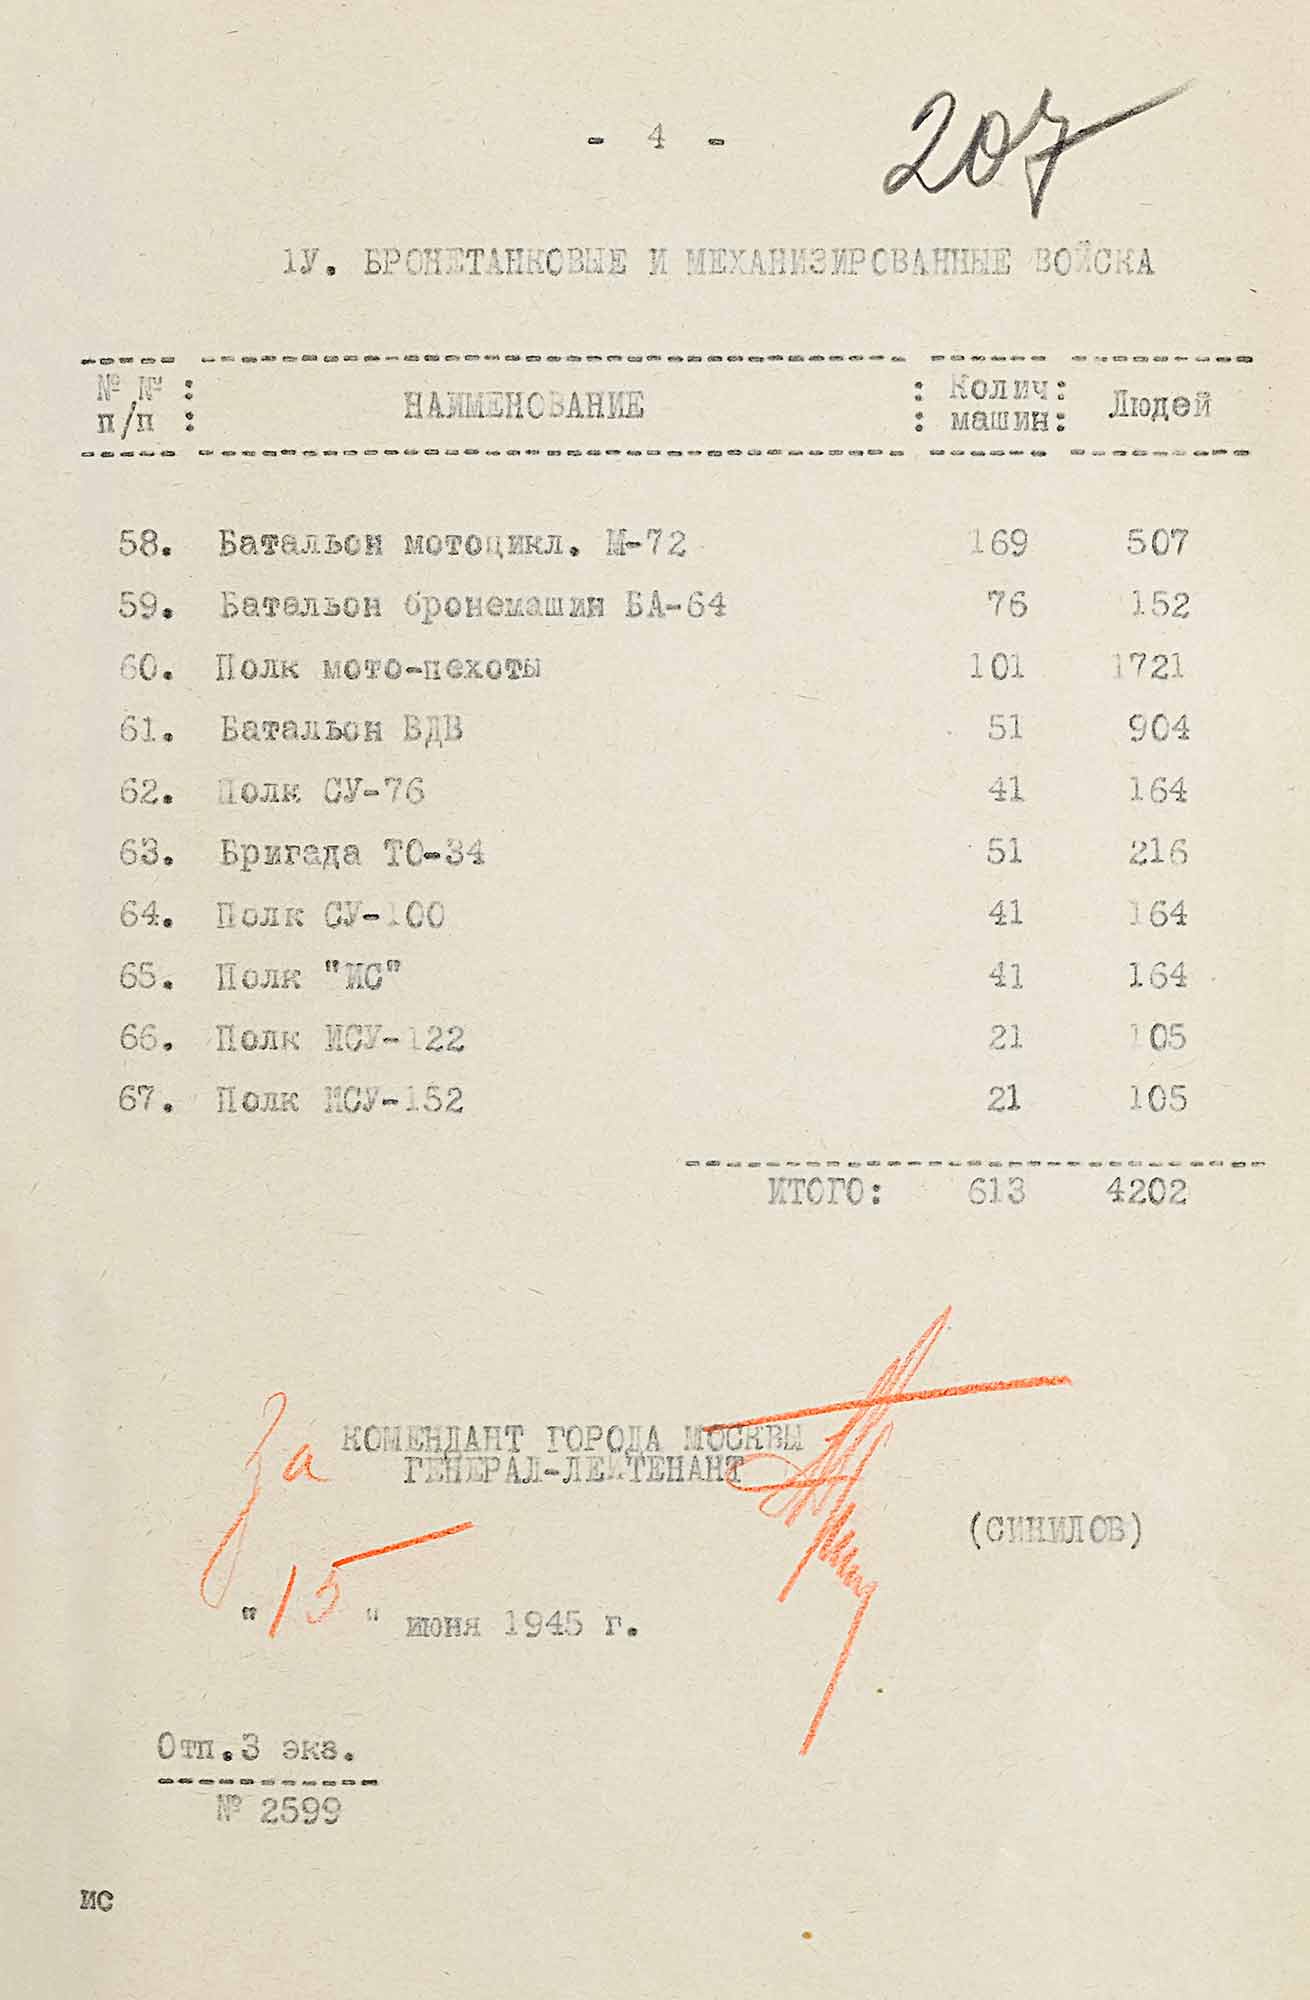 207
- 4 -
1У. БРОНЕТАНКОВЫЕ И МЕХАНИЗИРОВАННЫЕ ВОЙСКА
№ № : НАИМЕНОВАНИЕ : Колич: Людей
п/п : : машин:
58. Батальон мотоцикл. М-72 169 507
59. Батальон бронемашин БА-64 76 152
60. Полк мото-пехоты 101 1721
61. Батальон ВДВ 51 904
62. Полк СУ-76 41 164
63. Бригада ТО-34 51 216
64. Полк СУ-100 41 164
65. Полк "ИС" 41 164
66. Полк ИСУ-122 21 105
67. Полк ИСУ-152 21 105
ИТОГО: 613 4202
За КОМЕНДАНТ ГОРОДА МОСКВЫ
ГЕНЕРАЛ-ЛЕЙТЕНАНТ
(СИНИЛОВ)
"15" июня 1945 г.
Отп.3 экз.
№ 2599
ИС